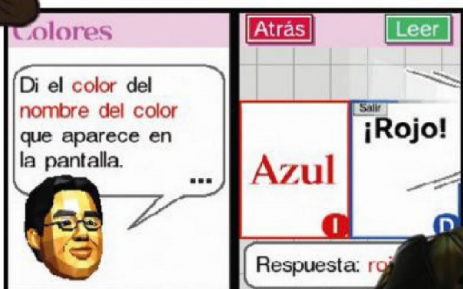 Colores
Di el color del
nombre del color
que aparece en
la pantalla.
...
Atrás
Leer
Azul
I
Salir
¡Rojo!
D
Respuesta: